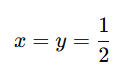 x = y = 1/2